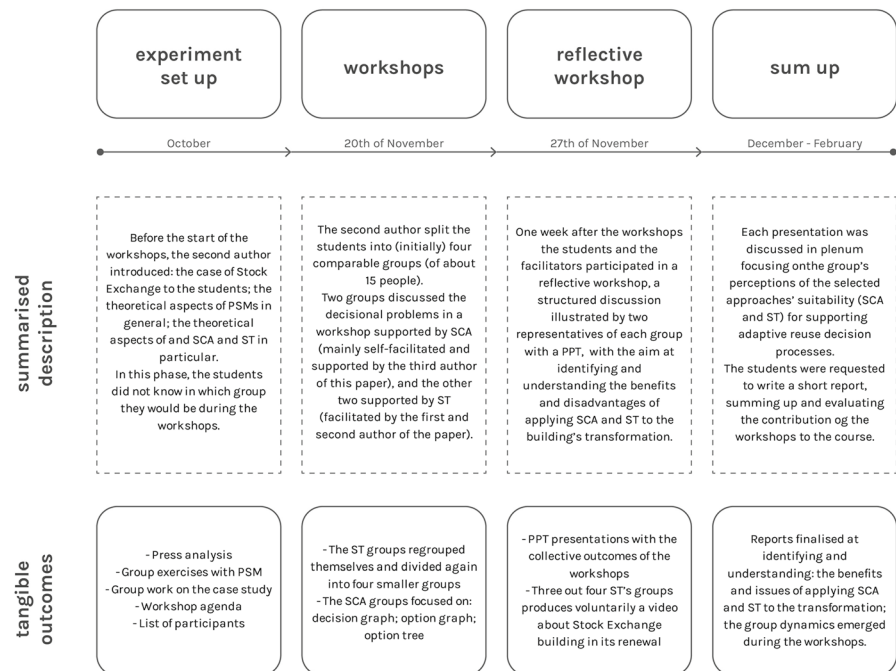 experiment
set up
workshops
reflective
workshop
sum up
October
20th of November
27th of November
December - February
summarised
description
Before the start of the
workshops, the second author
introduced: the case of Stock
Exchange to the students; the
theoretical aspects of PSMs in
general; the theoretical
aspects of and SCA and ST in
particular.
In this phase, the students
did not know in which group
they would be during the
workshops.
The second author split the
students into (initially) four
comparable groups (of about
15 people).
Two groups discussed the
decisional problems in a
workshop supported by SCA
(mainly self-facilitated and
supported by the third author
of this paper), and the other
two supported by ST
(facilitated by the first and
second author of the paper).
One week after the workshops
the students and the
facilitators participated in a
reflective workshop, a
structured discussion
illustrated by two
representatives of each group
with a PPT, with the aim at
identifying and
understanding the benefits
and disadvantages of
applying SCA and ST to the
building's transformation.
Each presentation was
discussed in plenum
focusing onthe group's
perceptions of the selected
approaches' suitability (SCA
and ST) for supporting
adaptive reuse decision
processes.
The students were requested
to write a short report,
summing up and evaluating
the contribution og the
workshops to the course.
tangible
outcomes
- Press analysis
- Group exercises with PSM
- Group work on the case study
- Workshop agenda
- List of participants
- The ST groups regrouped
themselves and divided again
into four smaller groups
- The SCA groups focused on:
decision graph; option graph;
option tree
- PPT presentations with the
collective outcomes of the
workshops
- Three out four ST's groups
produces voluntarily a video
about Stock Exchange
building in its renewal
Reports finalised at
identifying and
understanding: the benefits
and issues of applying SCA
and ST to the transformation;
the group dynamics emerged
during the workshops.